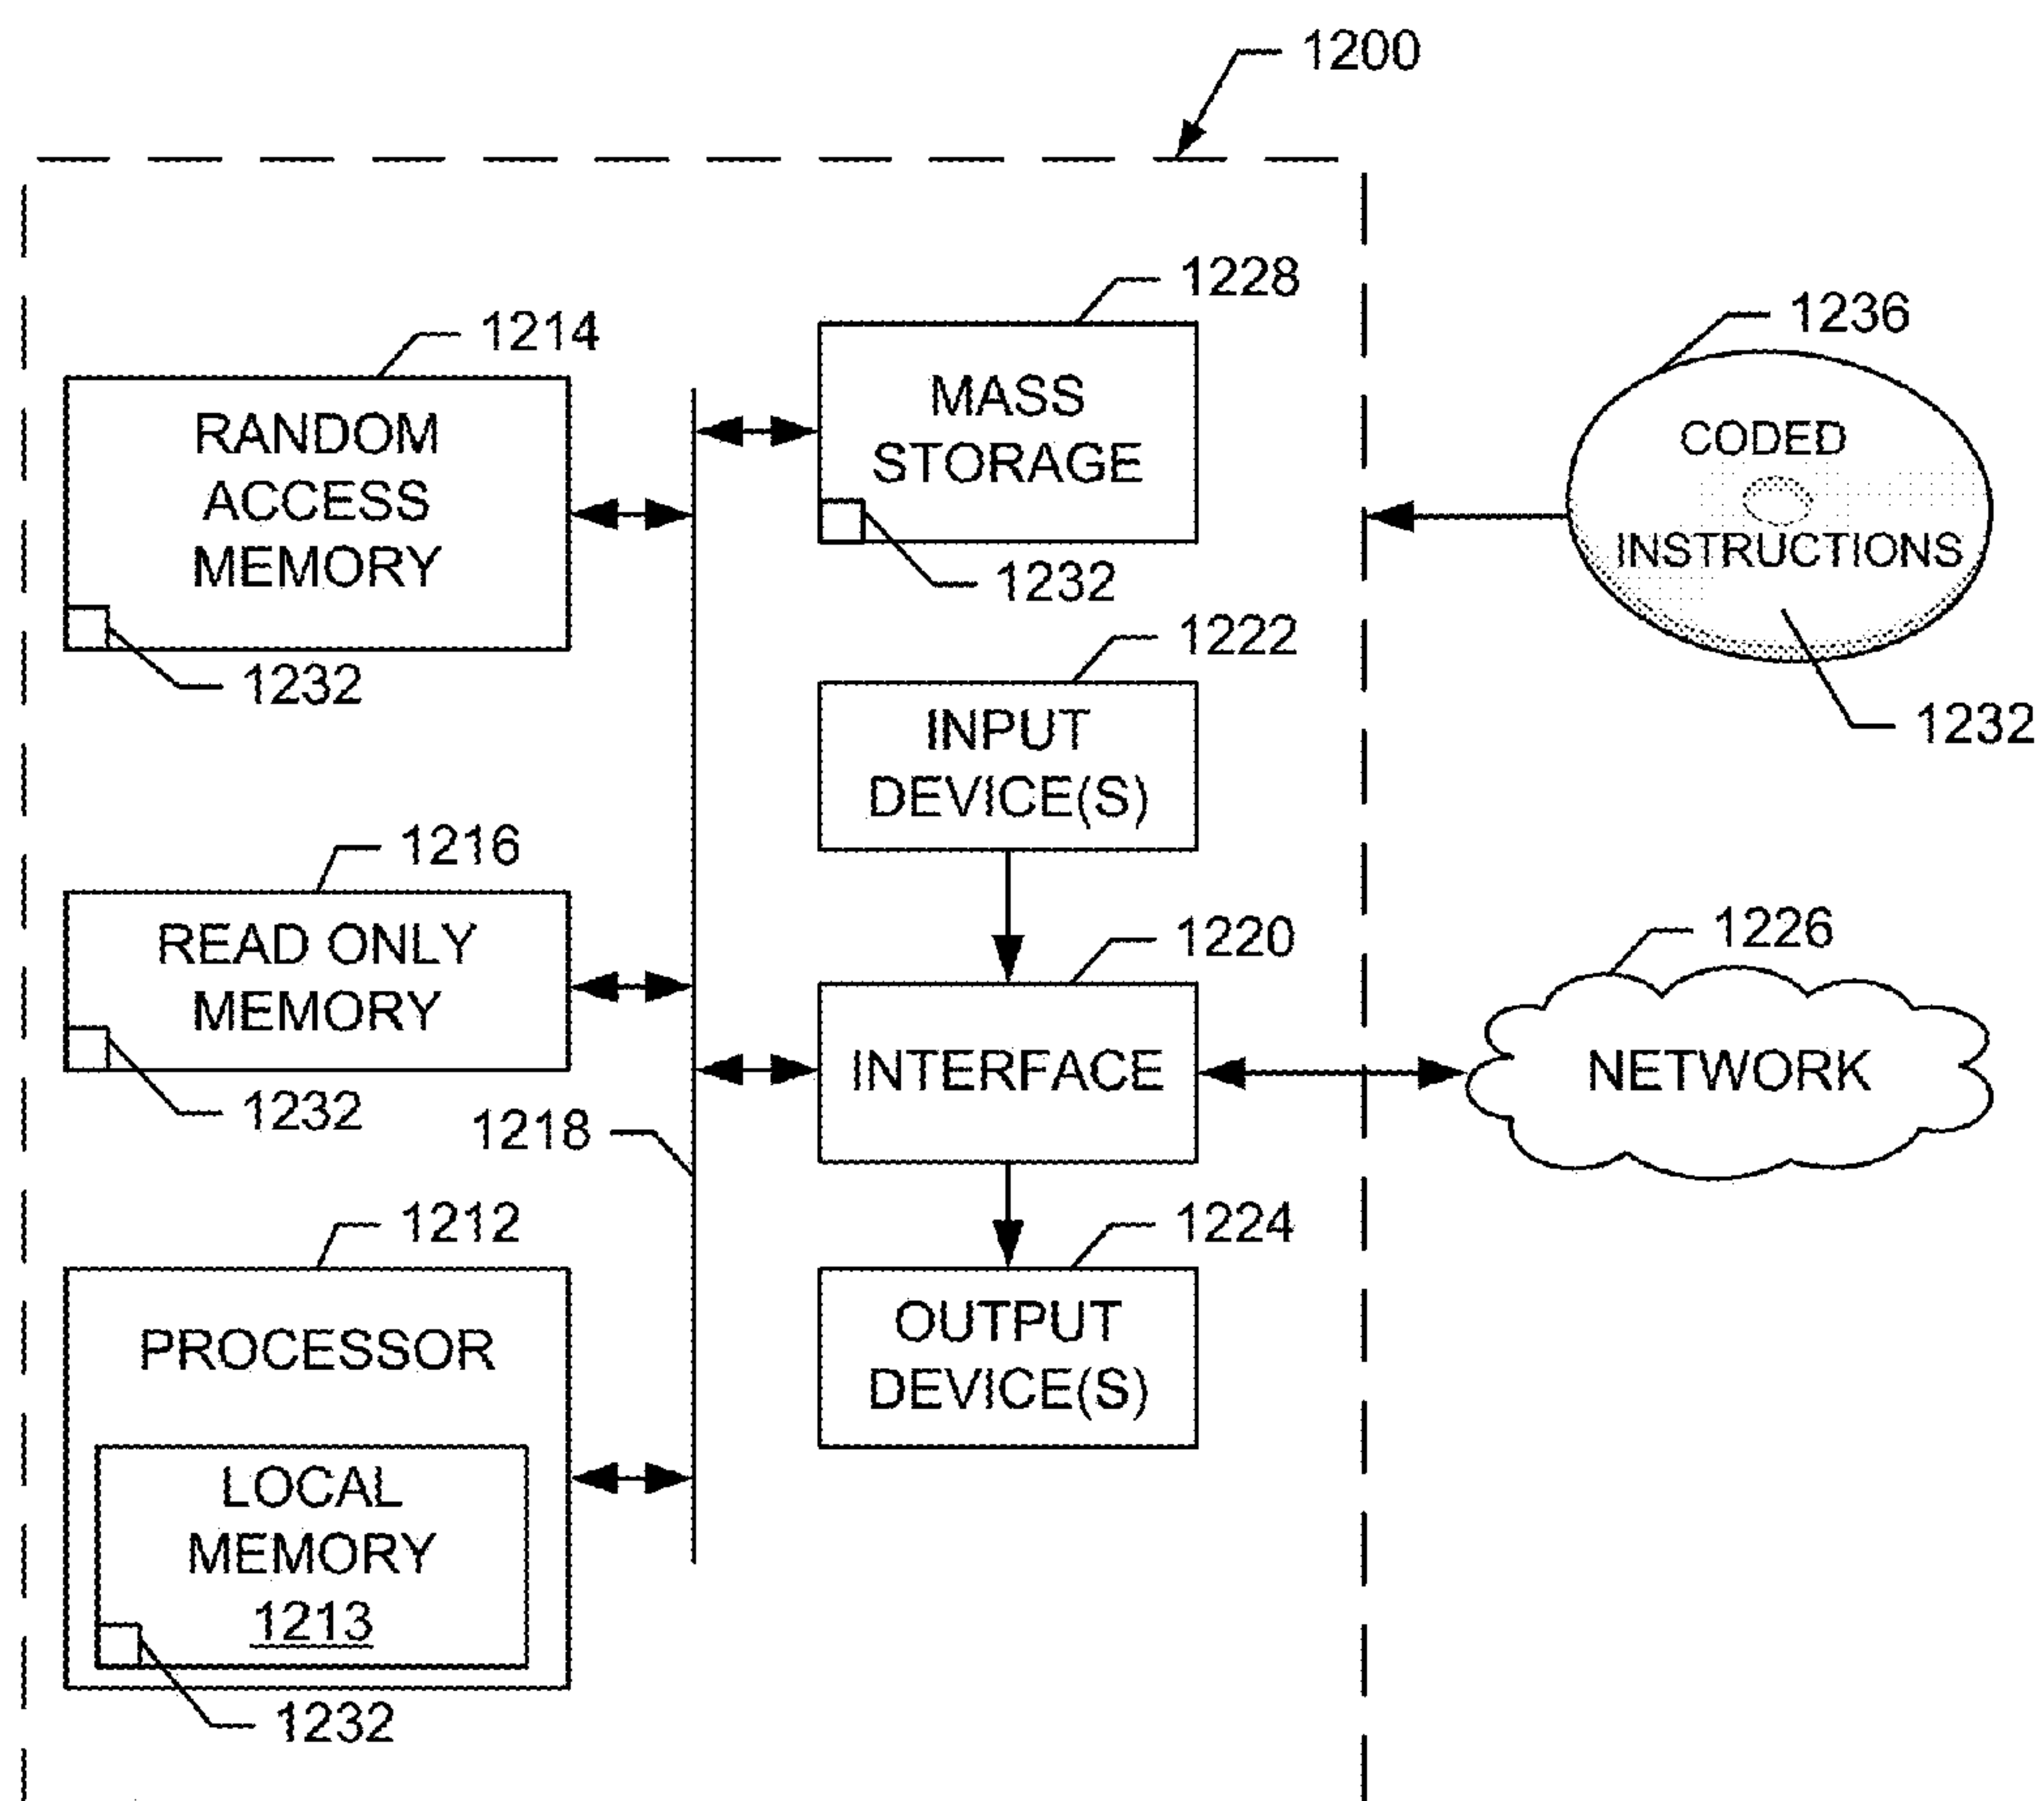 1200
1228
1214
1236
MASS
STORAGE
RANDOM
ACCESS
MEMORY
CODED
INSTRUCTIONS
1232
1232
1222
1232
INPUT
DEVICE(S)
1216
1220
1226
READ ONLY
MEMORY
INTERFACE
NETWORK
1232
1218
1212
1224
PROCESSOR
OUTPUT
DEVICE(S)
LOCAL
MEMORY
1213
1232